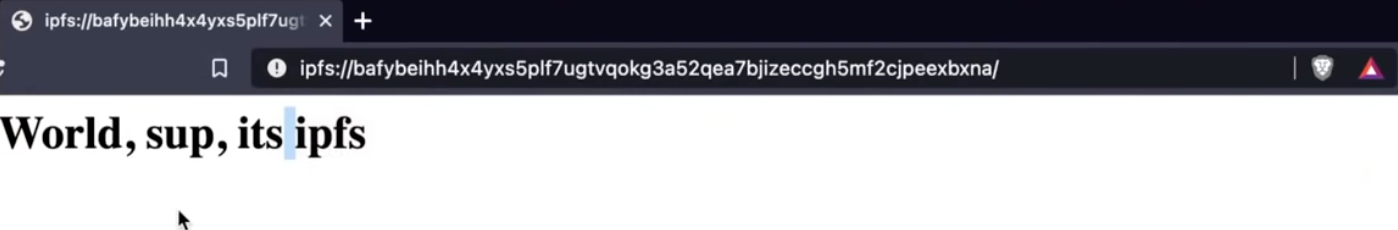 ipfs://bafybeihh4x4yxs5plf7ugt
ipfs://bafybeihh4x4yxs5plf7ugtvqokg3a52qea7bjizeccgh5mf2cjpeexbxna/
World, sup, its ipfs